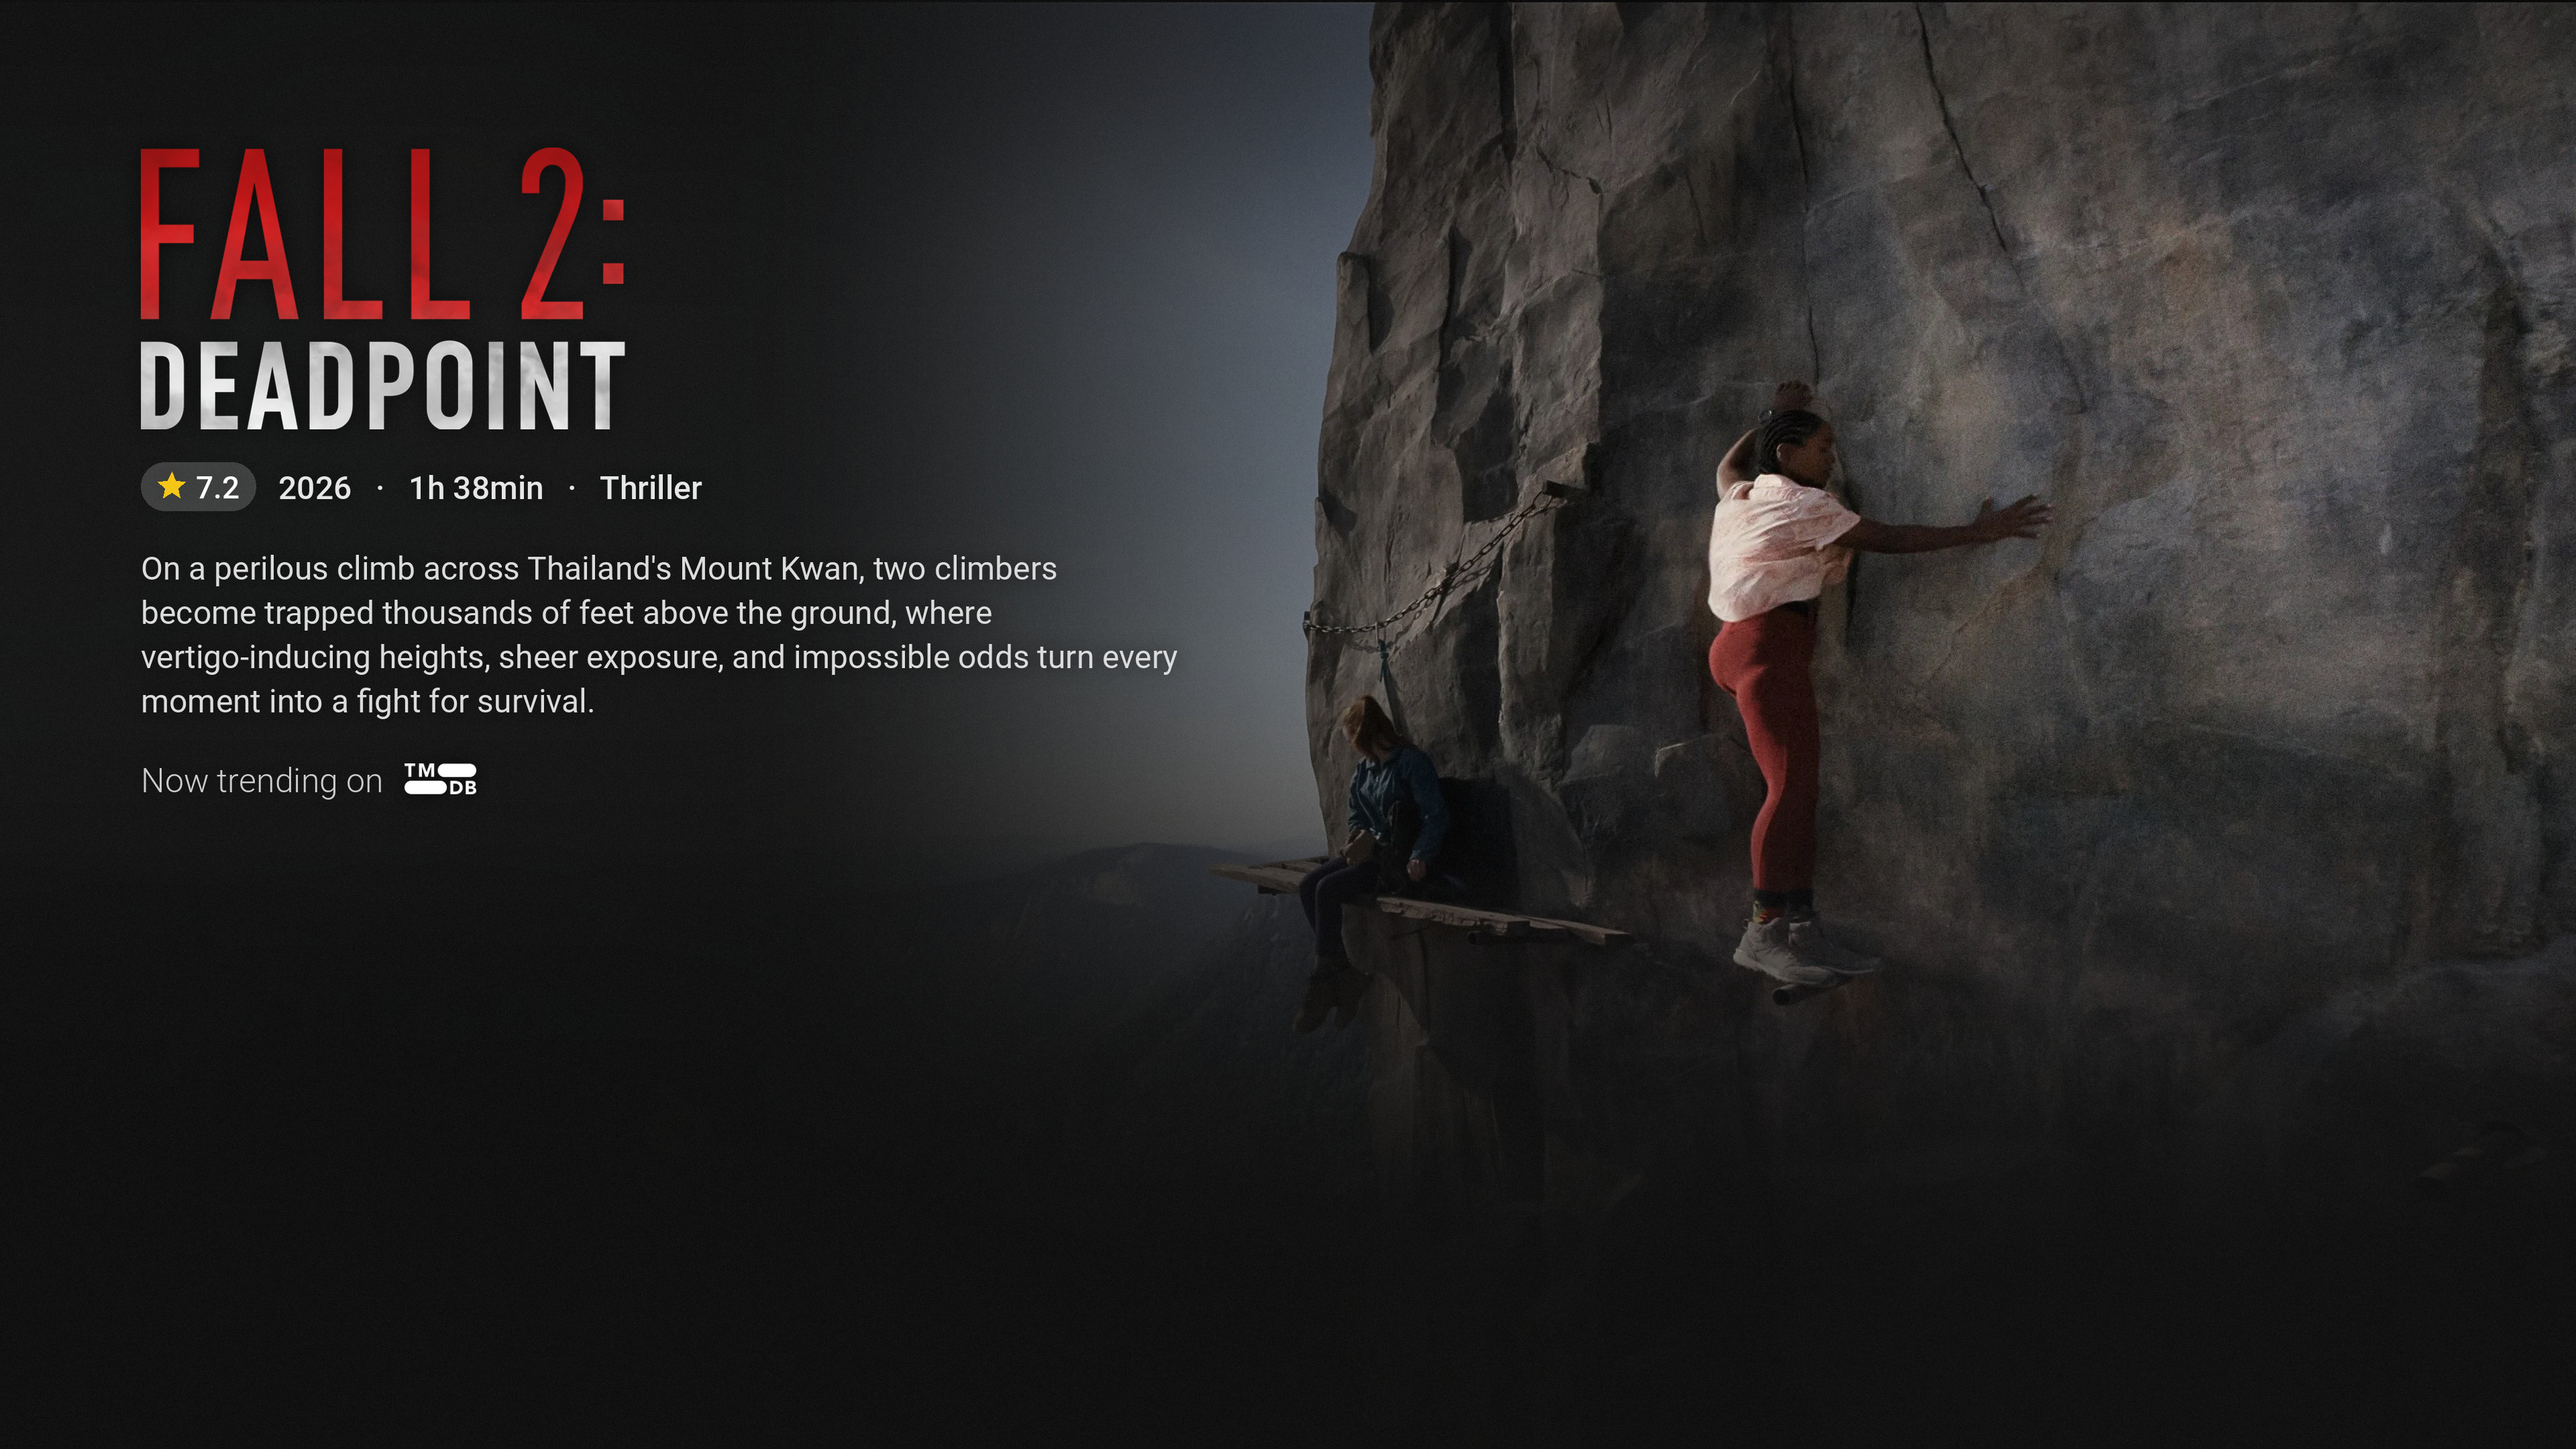 FALL 2:
DEADPOINT
7.2 2026 · 1h 38min · Thriller
On a perilous climb across Thailand's Mount Kwan, two climbers
become trapped thousands of feet above the ground, where
vertigo-inducing heights, sheer exposure, and impossible odds turn every
moment into a fight for survival.
Now trending on TMDB